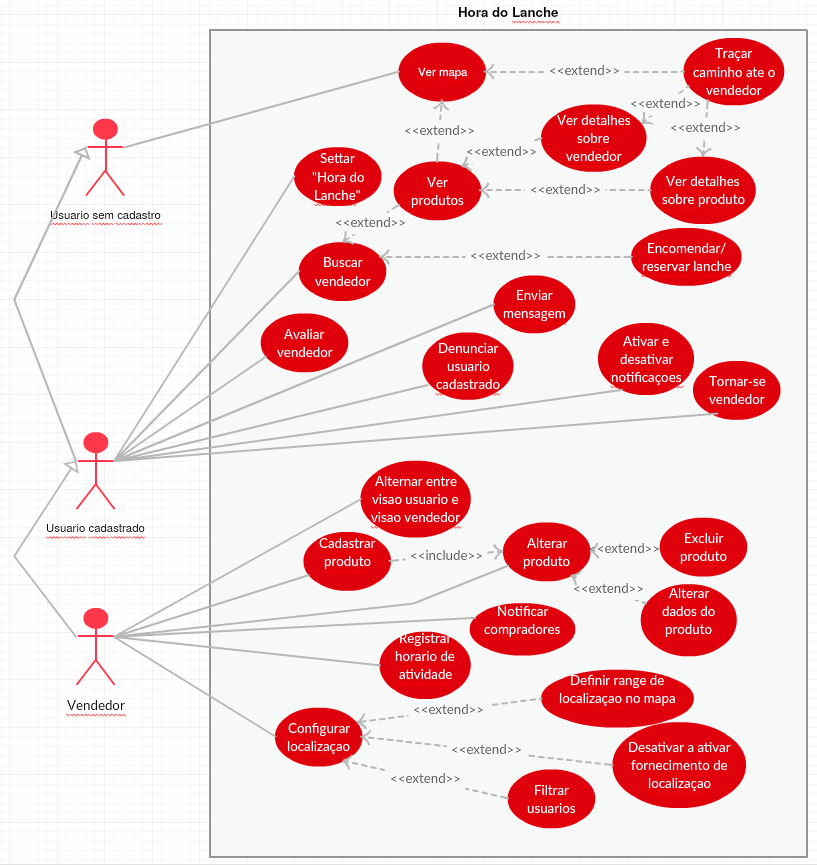 Hora do Lanche
Ver mapa
<<extend>>
Traçar
caminho ate o
vendedor
<<extend>>
<<extend>>
<<extend>>
Ver detalhes
sobre
vendedor
<<extend>>
Settar
"Hora do
Lanche"
Ver
produtos
<<extend>>
Ver detalhes
sobre produto
Usuario sem cadastro
<<extend>>
Buscar
vendedor
<<extend>>
Encomendar/
reservar lanche
Enviar
mensagem
Avaliar
vendedor
Denunciar
usuario
cadastrado
Ativar e
desativar
notificaçoes
Tornar-se
vendedor
Usuario cadastrado
Alternar entre
visao usuario e
visao vendedor
Cadastrar
produto
<<include>>
Alterar
produto
<<extend>>
Excluir
produto
<<extend>>
Alterar
dados do
produto
Notificar
compradores
Registrar
horario de
atividade
Vendedor
Definir range de
localizaçao no mapa
<<extend>>
Configurar
localizaçao
<<extend>>
Desativar a ativar
fornecimento de
localizaçao
<<extend>>
Filtrar
usuarios